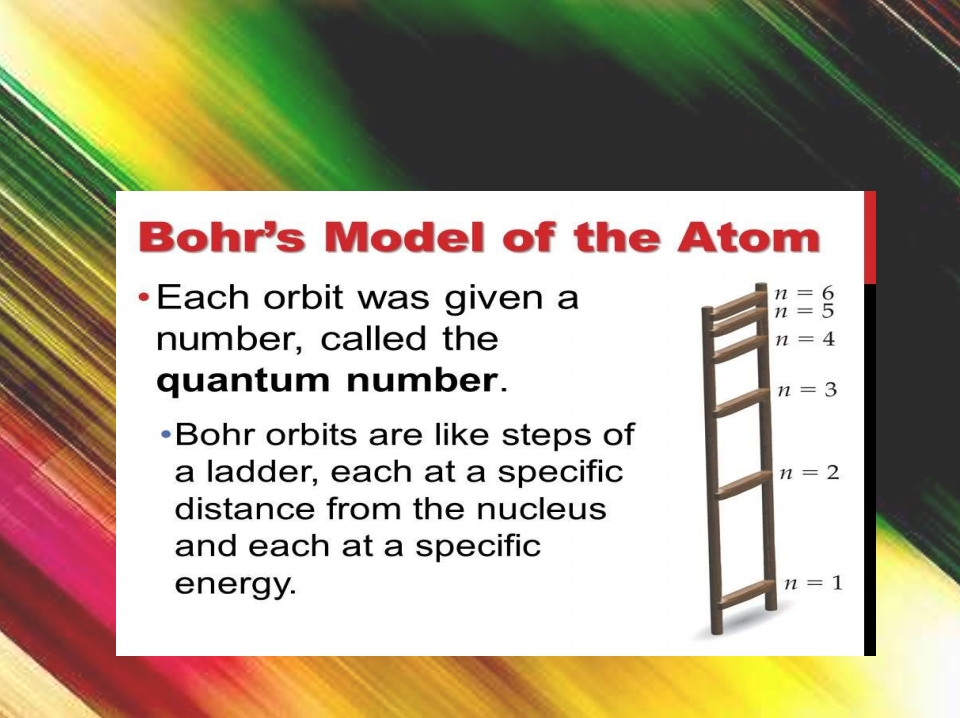 Bohr's Model of the Atom
•Each orbit was given a
number, called the
quantum number.
•Bohr orbits are like steps of
a ladder, each at a specific
distance from the nucleus
and each at a specific
energy.
n = 6
n = 5
n = 4
n = 3
n = 2
n = 1